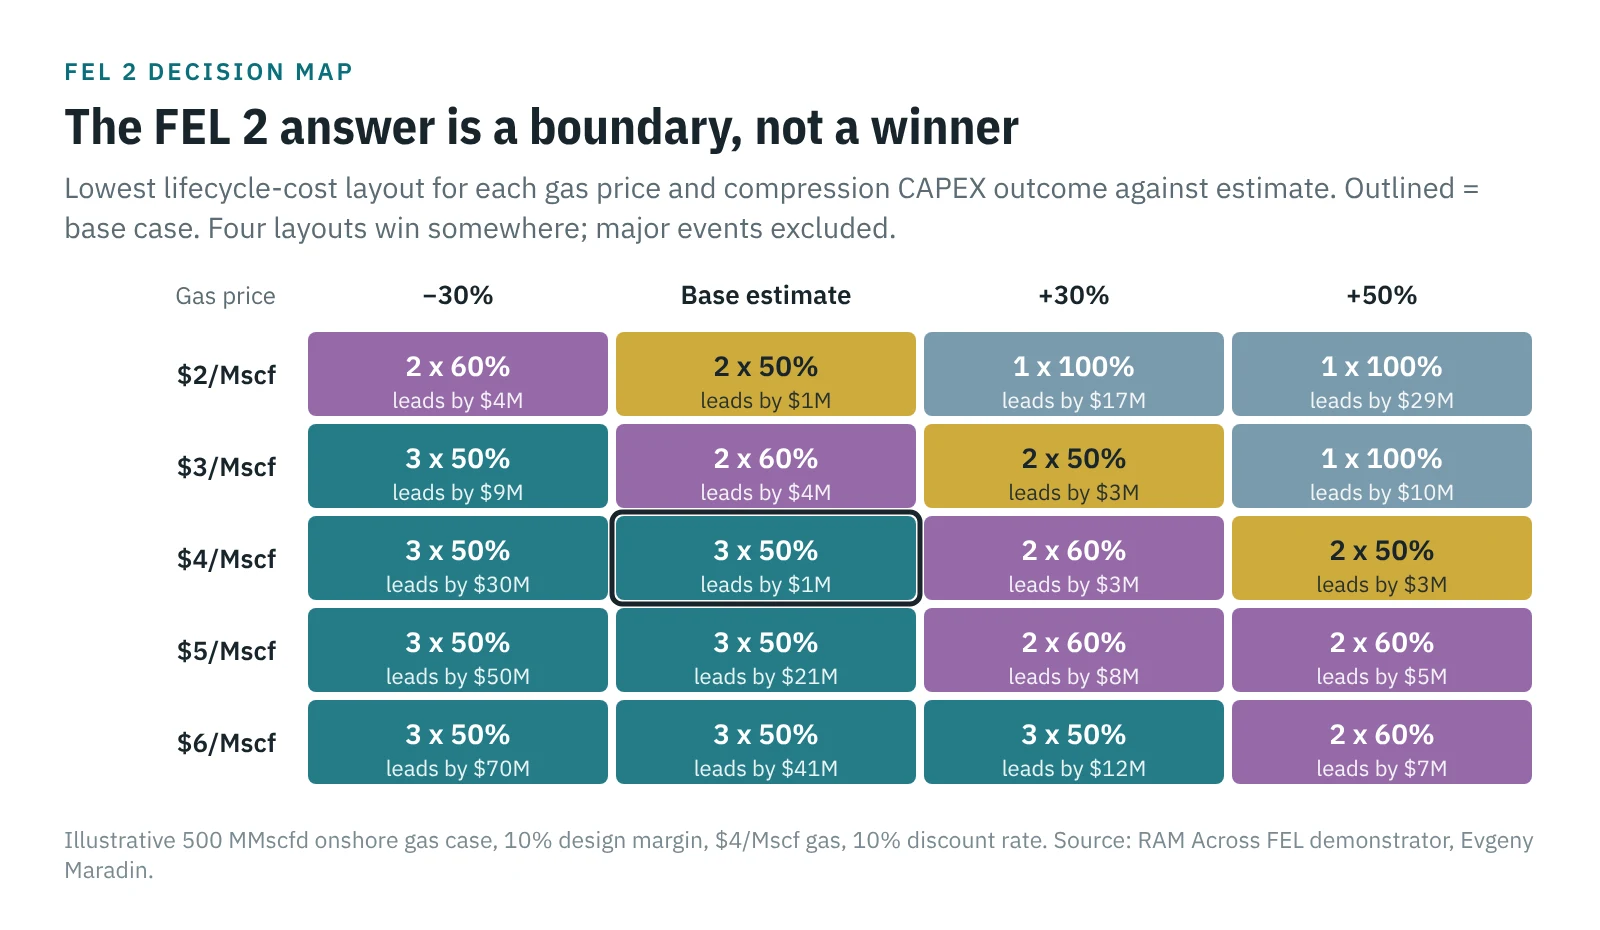 FEL 2 DECISION MAP
The FEL 2 answer is a boundary, not a winner
Lowest lifecycle-cost layout for each gas price and compression CAPEX outcome against estimate. Outlined =
base case. Four layouts win somewhere; major events excluded.
Gas price −30% Base estimate +30% +50%
$2/Mscf 2 x 60% 2 x 50% 1 x 100% 1 x 100%
leads by $4M leads by $1M leads by $17M leads by $29M
$3/Mscf 3 x 50% 2 x 60% 2 x 50% 1 x 100%
leads by $9M leads by $4M leads by $3M leads by $10M
$4/Mscf 3 x 50% 3 x 50% 2 x 60% 2 x 50%
leads by $30M leads by $1M leads by $3M leads by $3M
$5/Mscf 3 x 50% 3 x 50% 2 x 60% 2 x 60%
leads by $50M leads by $21M leads by $8M leads by $5M
$6/Mscf 3 x 50% 3 x 50% 3 x 50% 2 x 60%
leads by $70M leads by $41M leads by $12M leads by $7M
Illustrative 500 MMscfd onshore gas case, 10% design margin, $4/Mscf gas, 10% discount rate. Source: RAM Across FEL demonstrator, Evgeny
Maradin.